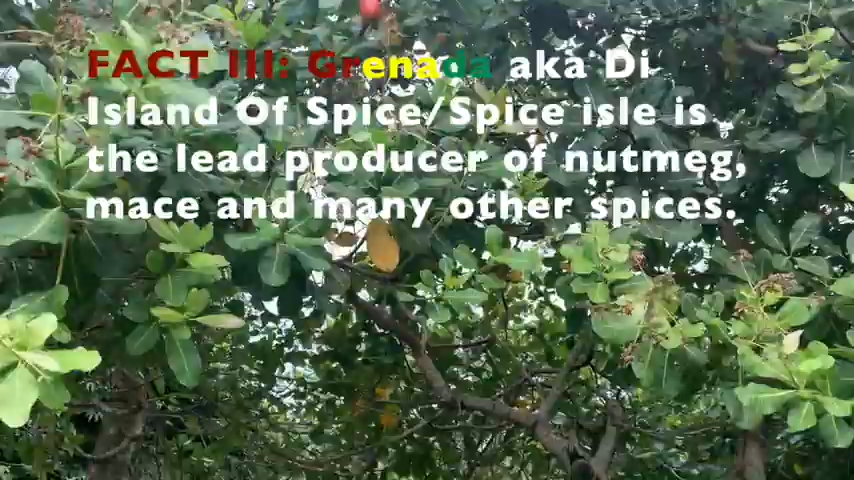 FACT III: Grenada aka Di
Island Of Spice/Spice isle is
the lead producer of nutmeg,
mace and many other spices.